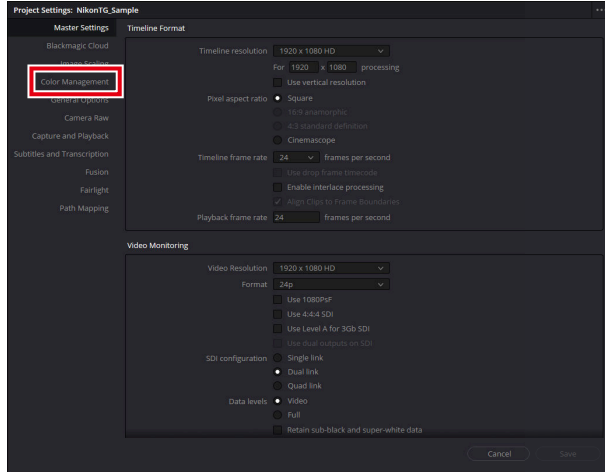 Project Settings: NikonTG_Sample
Master Settings
Blackmagic Cloud
Image Scaling
Color Management
General Options
Camera Raw
Capture and Playback
Subtitles and Transcription
Fusion
Fairlight
Path Mapping
Timeline Format
Timeline resolution 1920 x 1080 HD
For 1920 x 1080 processing
Use vertical resolution
Pixel aspect ratio Square
16:9 anamorphic
4:3 standard definition
Cinemascope
Timeline frame rate 24 frames per second
Use drop frame timecode
Enable interlace processing
Align Clips to Frame Boundaries
Playback frame rate 24 frames per second
Video Monitoring
Video Resolution 1920 x 1080 HD
Format 24p
Use 1080PsF
Use 4:4:4 SDI
Use Level A for 3Gb SDI
Use dual outputs on SDI
SDI configuration Single link
Dual link
Quad link
Data levels Video
Full
Retain sub-black and super-white data
Cancel Save